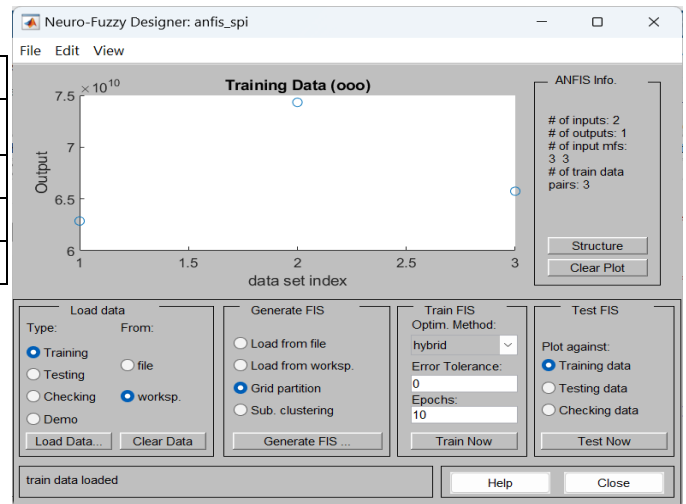 Neuro-Fuzzy Designer: anfis_spi
File Edit View
Training Data (ooo)
× 10^10
7.5
7
6.5
6
Output
1 1.5 2 2.5 3
data set index
ANFIS Info.
# of inputs: 2
# of outputs: 1
# of input mfs:
3 3
# of train data
pairs: 3
Structure
Clear Plot
Load data
Type: From:
Training
Testing
Checking
Demo
file
worksp.
Load Data... Clear Data
Generate FIS
Load from file
Load from worksp.
Grid partition
Sub. clustering
Generate FIS ...
Train FIS
Optim. Method:
hybrid
Error Tolerance:
0
Epochs:
10
Train Now
Test FIS
Plot against:
Training data
Testing data
Checking data
Test Now
train data loaded
Help Close